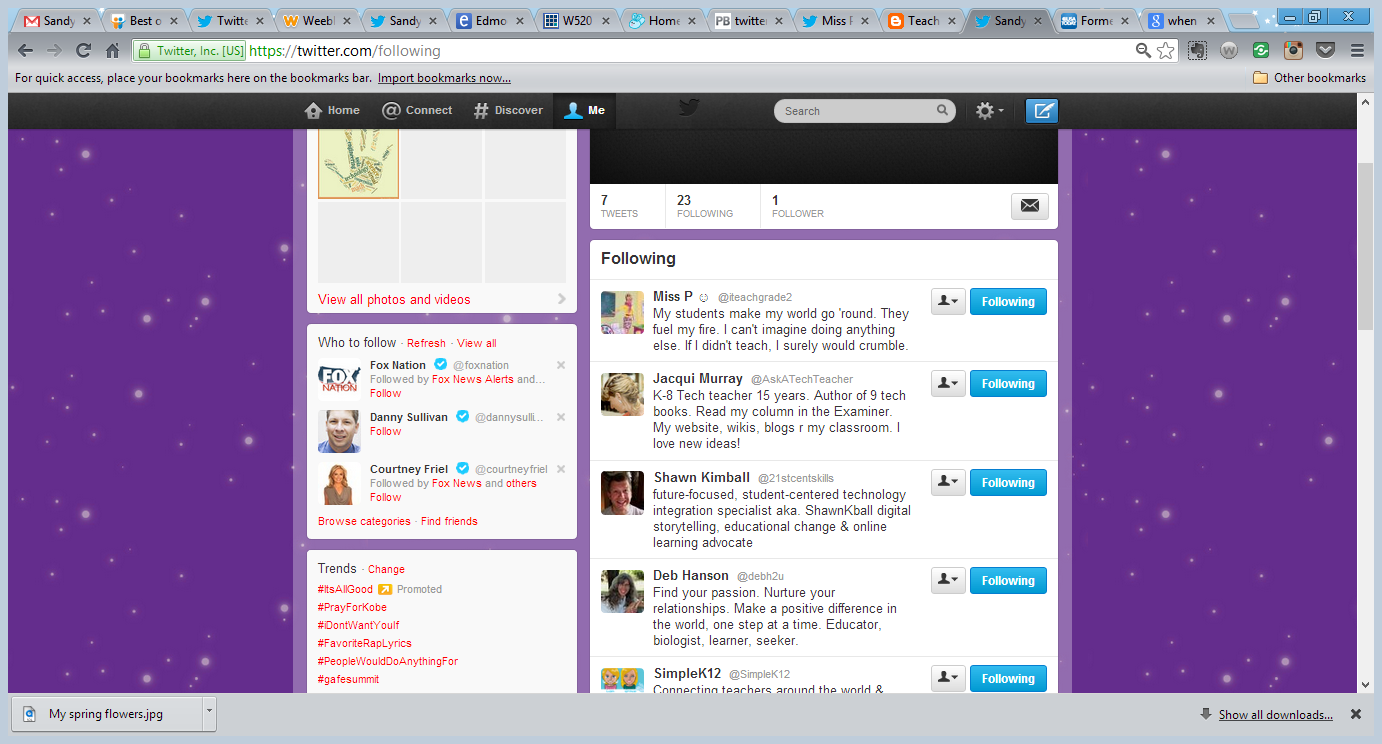 Sandy
Best o
Twitte
Weebl
Sandy
Edmo
W520
Home
PB twitter
Miss P
Teach
Sandy
Forme
when
Twitter, Inc. [US] https://twitter.com/following
For quick access, place your bookmarks here on the bookmarks bar. Import bookmarks now...
Other bookmarks
Home
@ Connect
# Discover
Me
Search
technology
View all photos and videos
Who to follow · Refresh · View all
Fox Nation @foxnation
Followed by Fox News Alerts and...
Follow
FOX
NATION
Danny Sullivan @dannysulli...
Follow
Courtney Friel @courtneyfriel
Followed by Fox News and others
Follow
Browse categories · Find friends
Trends · Change
#ItsAllGood Promoted
#PrayForKobe
#iDontWantYouIf
#FavoriteRapLyrics
#PeopleWouldDoAnythingFor
#gafesummit
7
TWEETS
23
FOLLOWING
1
FOLLOWER
Following
Miss P ☺ @iteachgrade2
My students make my world go 'round. They
fuel my fire. I can't imagine doing anything
else. If I didn't teach, I surely would crumble.
Following
Jacqui Murray @AskATechTeacher
K-8 Tech teacher 15 years. Author of 9 tech
books. Read my column in the Examiner.
My website, wikis, blogs r my classroom. I
love new ideas!
Following
Shawn Kimball @21stcentskills
future-focused, student-centered technology
integration specialist aka. ShawnKball digital
storytelling, educational change & online
learning advocate
Following
Deb Hanson @debh2u
Find your passion. Nurture your
relationships. Make a positive difference in
the world, one step at a time. Educator,
biologist, learner, seeker.
Following
SimpleK12 @SimpleK12
Connecting teachers around the world &
Following
My spring flowers.jpg
Show all downloads...